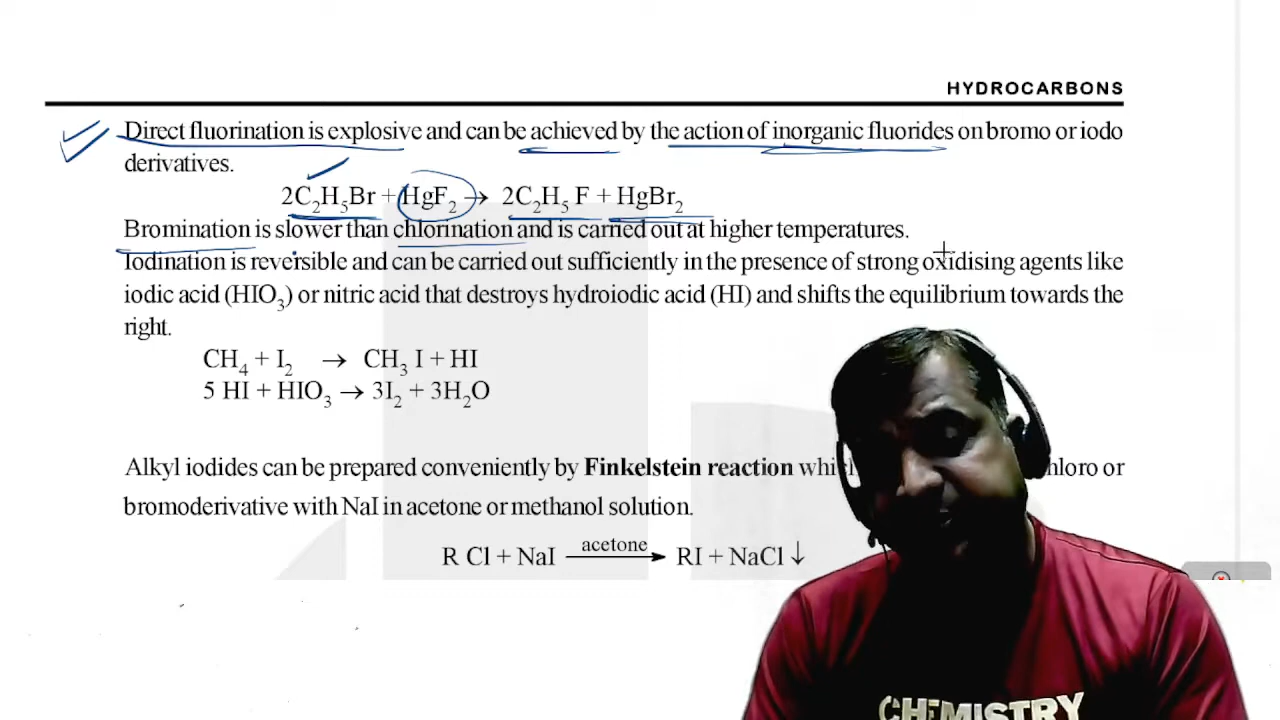 HYDROCARBONS
Direct fluorination is explosive and can be achieved by the action of inorganic fluorides on bromo or iodo
derivatives.
2C₂H₅Br + HgF₂ → 2C₂H₅ F + HgBr₂
Bromination is slower than chlorination and is carried out at higher temperatures.
Iodination is reversible and can be carried out sufficiently in the presence of strong oxidising agents like
iodic acid (HIO₃) or nitric acid that destroys hydroiodic acid (HI) and shifts the equilibrium towards the
right.
CH₄ + I₂ → CH₃ I + HI
5 HI + HIO₃ → 3I₂ + 3H₂O
Alkyl iodides can be prepared conveniently by Finkelstein reaction or
bromoderivative with NaI in acetone or methanol solution.
R Cl + NaI acetone→ RI + NaCl ↓
CHEMISTRY